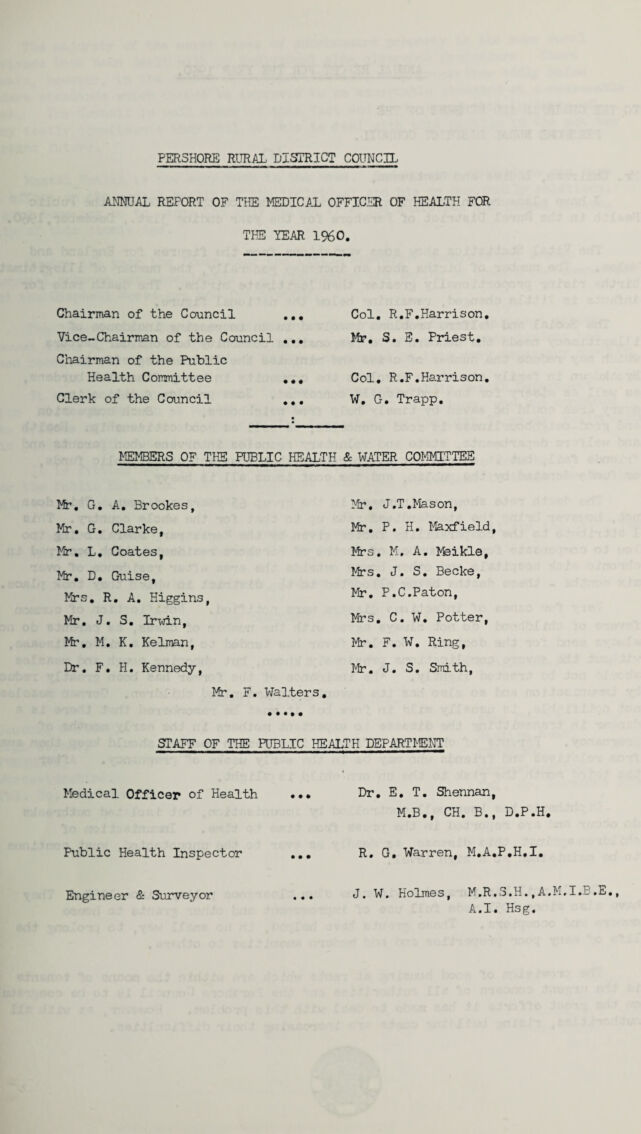 PERSHORE RURAL DISTRICT COUNCIL
ANNUAL REPORT OF THE MEDICAL OFFICER OF HEALTH FOR
THE YEAR 1960.
Chairman of the Council ... Col. R.F.Harrison.
Vice-Chairman of the Council ... Mr. S. E. Priest.
Chairman of the Public
Health Committee ... Col. R.F.Harrison.
Clerk of the Council ... W. G. Trapp.
:
MEMBERS OF THE PUBLIC HEALTH & WATER COMMITTEE
Mr. G. A. Brookes, Mr. J.T.Mason,
Mr. G. Clarke, Mr. P. H. Maxfield,
Mr. L. Coates, Mrs. M. A. Meikle,
Mr. D. Guise, Mrs. J. S. Becke,
Mrs. R. A. Higgins, Mr. P.C.Paton,
Mr. J. S. Irwin, Mrs. C. W. Potter,
Mr. M. K. Kelman, Mr. F. W. Ring,
Dr. F. H. Kennedy, Mr. J. S. Smith,
Mr. F. Walters.
.....
STAFF OF THE PUBLIC HEALTH DEPARTMENT
Medical Officer of Health ... Dr. E. T. Shennan,
M.B., CH. B., D.P.H.
Public Health Inspector ... R. G. Warren, M.A.P.H.I.
Engineer & Surveyor ... J. W. Holmes, M.R.S.H.,A.M.I.B.E.,
A.I. Hsg.